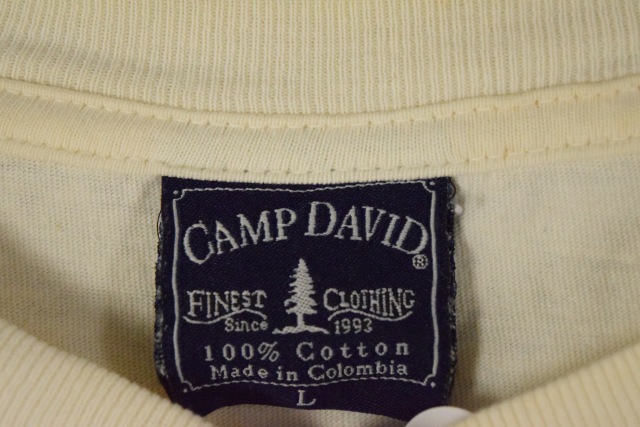 CAMP DAVID®
FINEST CLOTHING
Since 1993
100% Cotton
Made in Colombia
L